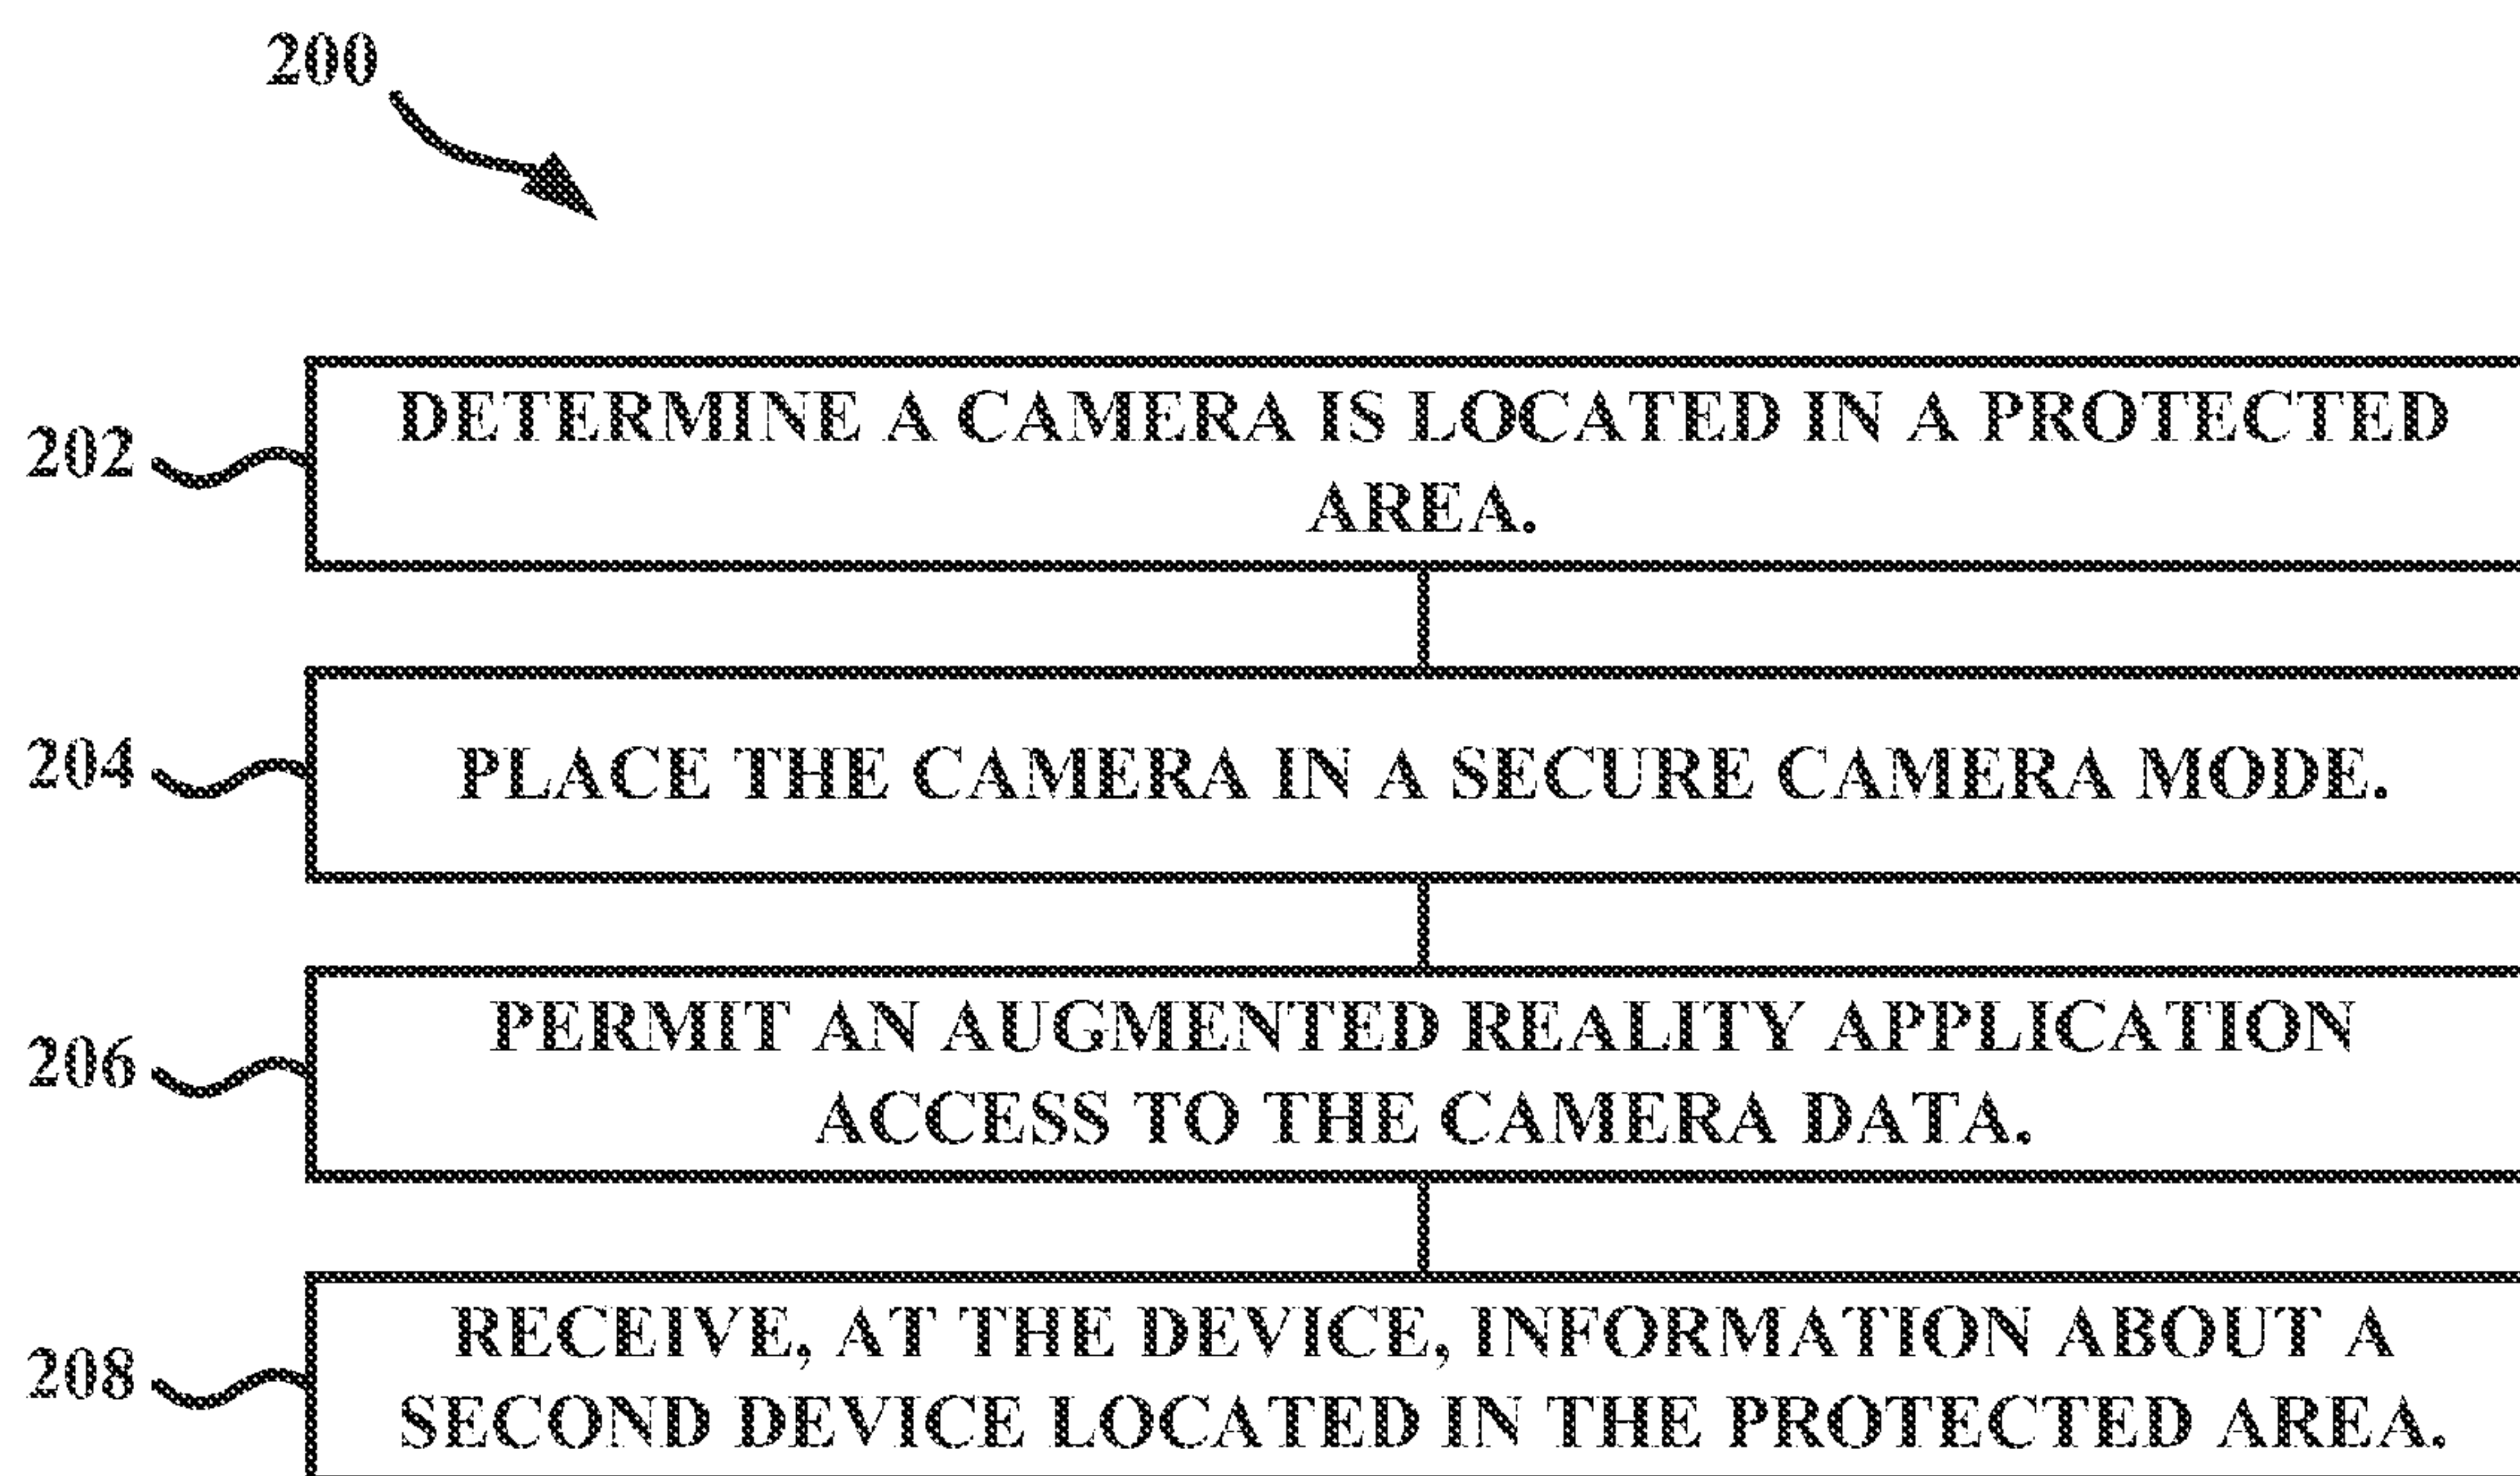 200
202
DETERMINE A CAMERA IS LOCATED IN A PROTECTED
AREA.
204
PLACE THE CAMERA IN A SECURE CAMERA MODE.
206
PERMIT AN AUGMENTED REALITY APPLICATION
ACCESS TO THE CAMERA DATA.
208
RECEIVE, AT THE DEVICE, INFORMATION ABOUT A
SECOND DEVICE LOCATED IN THE PROTECTED AREA.